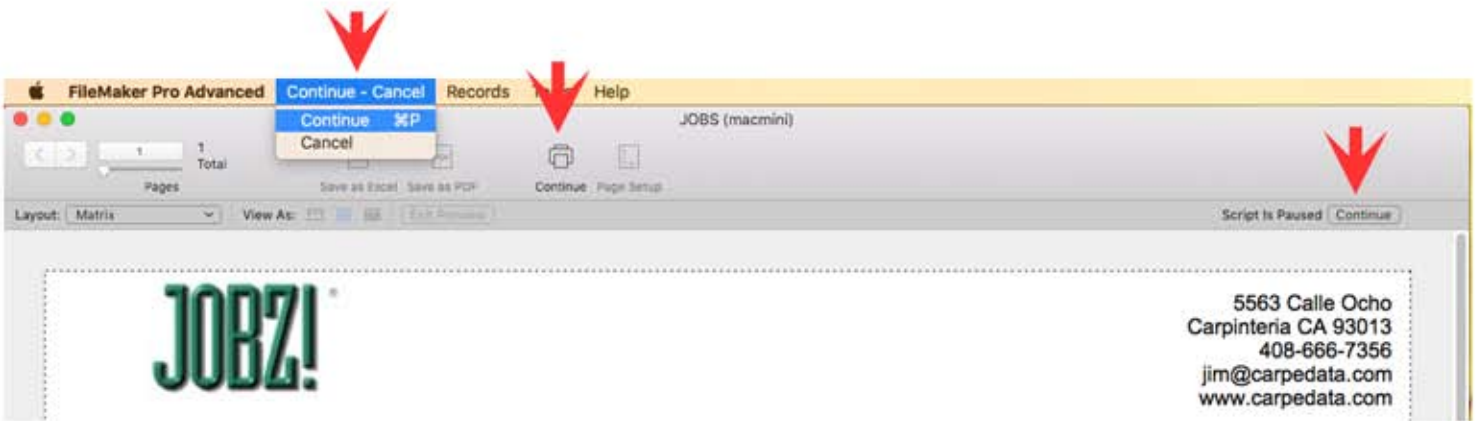 FileMaker Pro Advanced Continue - Cancel Records Help
Continue ⌘P
Cancel
JOBS (macmini)
1
1
Total
Pages
Save as Excel Save as PDF Continue Page Setup
Layout: Matrix View As: Exit Preview Script Is Paused Continue
JOBZ!®
5563 Calle Ocho
Carpinteria CA 93013
408-666-7356
jim@carpedata.com
www.carpedata.com